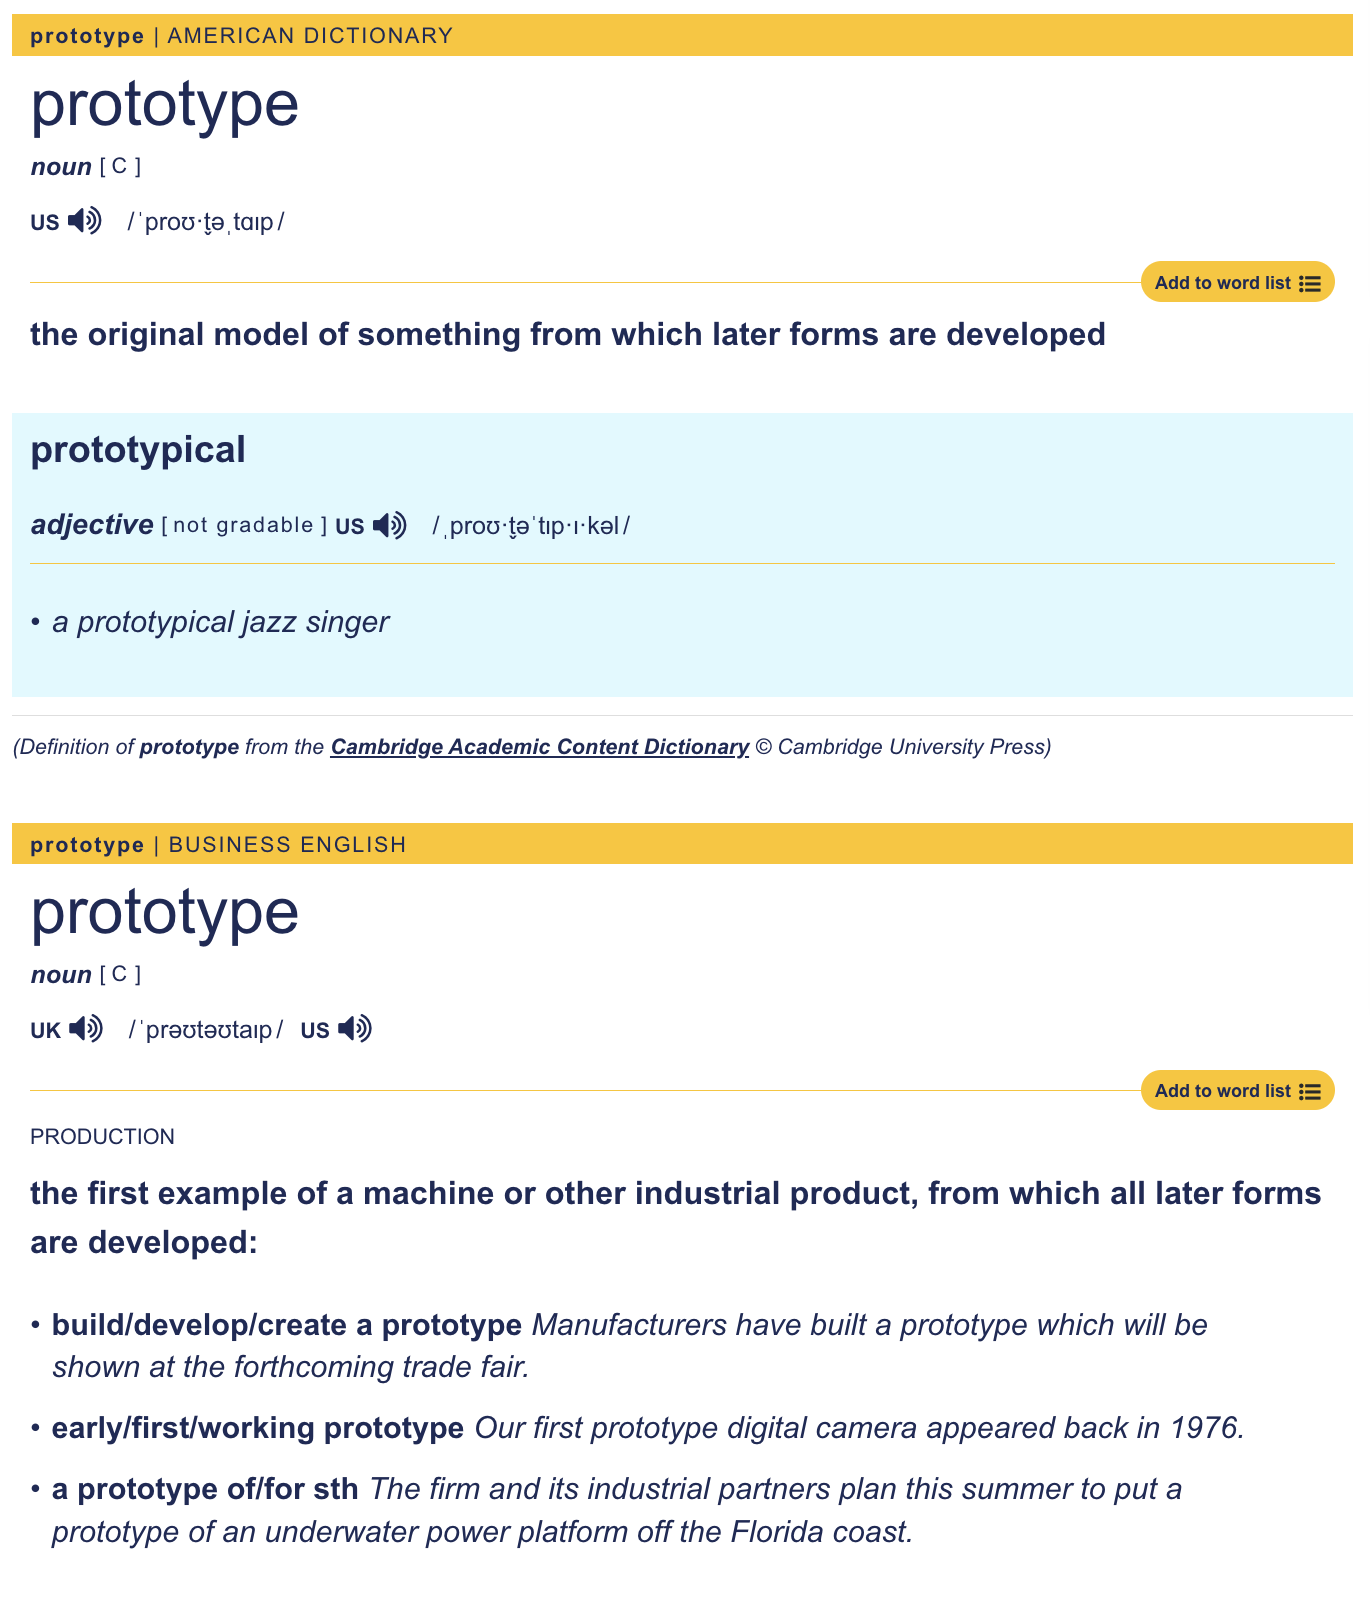 prototype | AMERICAN DICTIONARY
prototype
noun [ C ]
US /ˈproʊ·t̬əˌtɑɪp/
Add to word list
the original model of something from which later forms are developed
prototypical
adjective [ not gradable ] US /ˌproʊ·t̬əˈtɪp·ɪ·kəl/
• a prototypical jazz singer
(Definition of prototype from the Cambridge Academic Content Dictionary © Cambridge University Press)
prototype | BUSINESS ENGLISH
prototype
noun [ C ]
UK /ˈprəʊtəʊtaɪp/ US
Add to word list
PRODUCTION
the first example of a machine or other industrial product, from which all later forms
are developed:
• build/develop/create a prototype Manufacturers have built a prototype which will be
shown at the forthcoming trade fair.
• early/first/working prototype Our first prototype digital camera appeared back in 1976.
• a prototype of/for sth The firm and its industrial partners plan this summer to put a
prototype of an underwater power platform off the Florida coast.